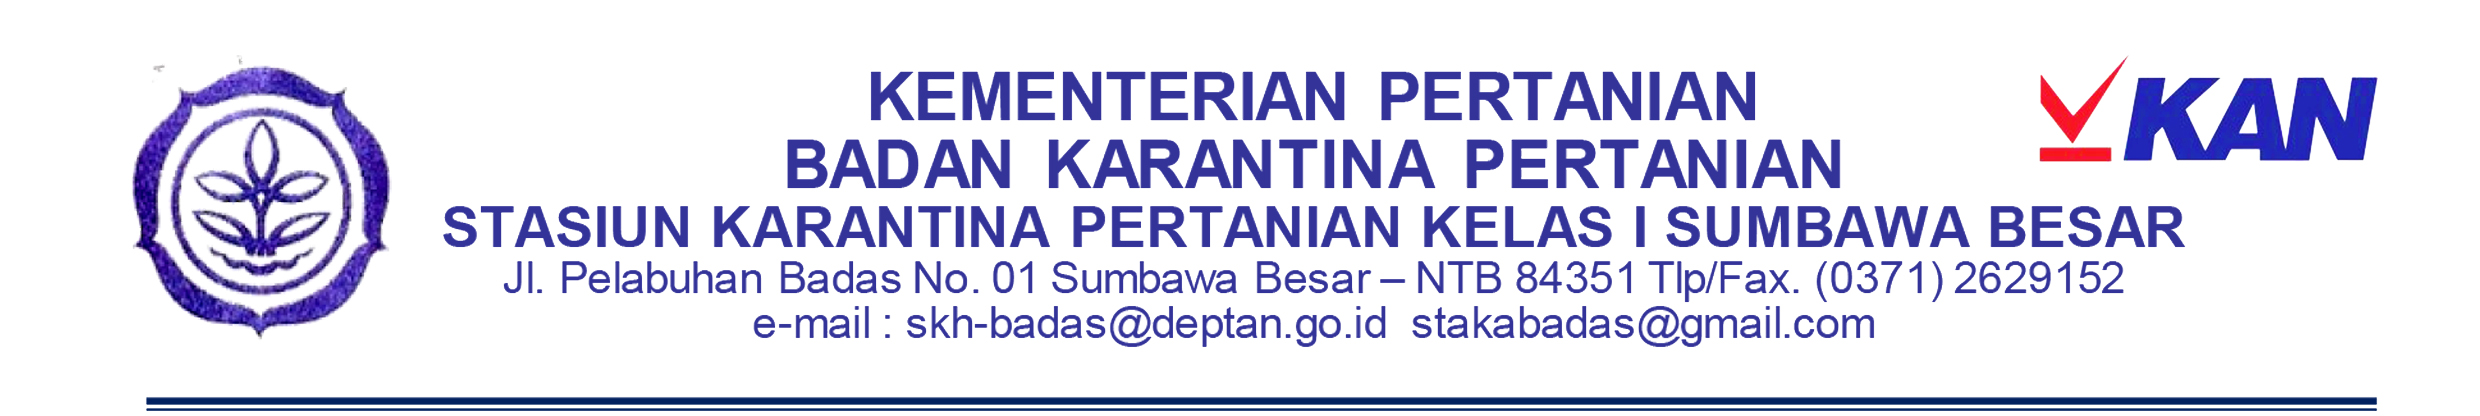 KEMENTERIAN PERTANIAN
KAN
BADAN KARANTINA PERTANIAN
STASIUN KARANTINA PERTANIAN KELAS I SUMBAWA BESAR
Jl. Pelabuhan Badas No. 01 Sumbawa Besar – NTB 84351 Tlp/Fax. (0371) 2629152
e-mail : skh-badas@deptan.go.id stakabadas@gmail.com